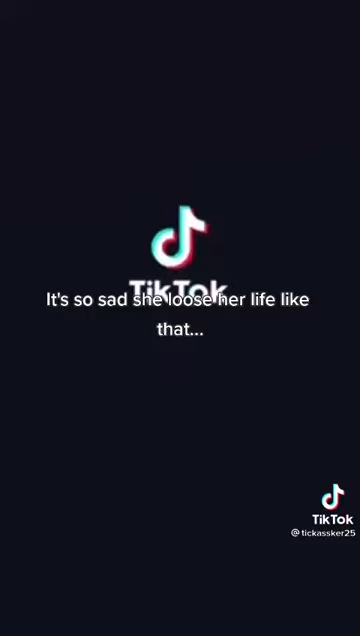 TikTok
It's so sad she loose her life like
that...
TikTok
@tickassker25